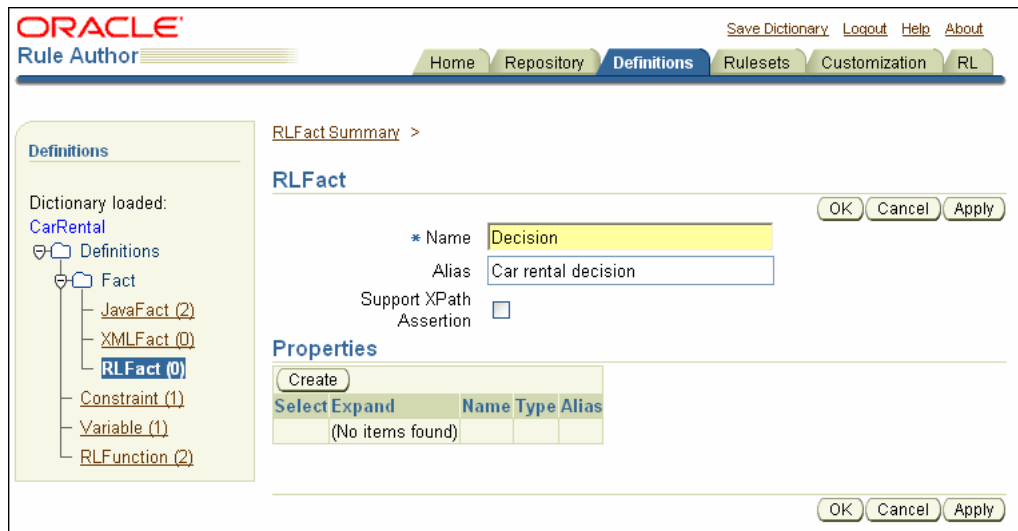 ORACLE
Rule Author
Save Dictionary Logout Help About
Home Repository Definitions Rulesets Customization RL
Definitions
Dictionary loaded:
CarRental
Definitions
Fact
JavaFact (2)
XMLFact (0)
RLFact (0)
Constraint (1)
Variable (1)
RLFunction (2)
RLFact Summary >
RLFact
OK Cancel Apply
* Name Decision
Alias Car rental decision
Support XPath
Assertion
Properties
Create
Select Expand Name Type Alias
(No items found)
OK Cancel Apply